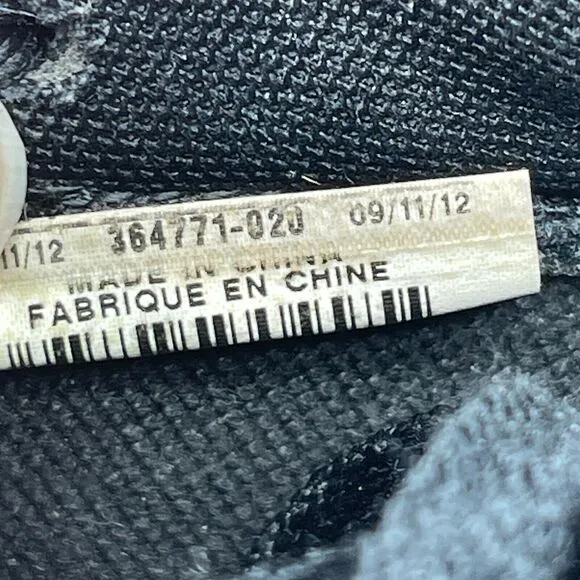 11/12 364771-020 09/11/12
MADE IN CHINA
FABRIQUE EN CHINE